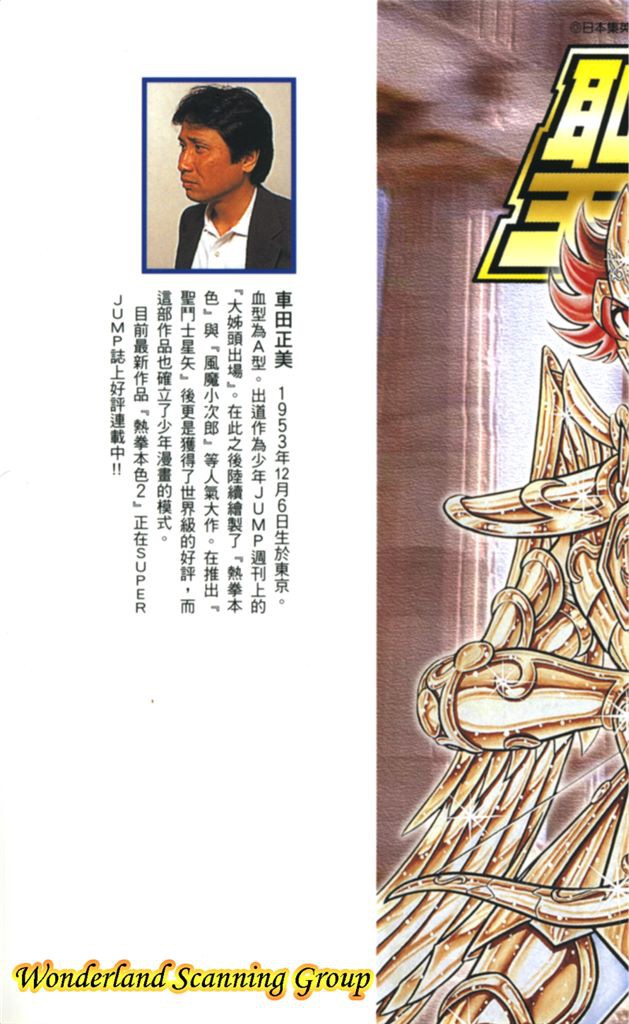 車田正美 1953年12月6日生於東京。
血型為A型。出道作為少年JUMP週刊上的
『大姊頭出場』。在此之後陸續繪製了『熱拳本
色』與『風魔小次郎』等人氣大作。在推出『
聖鬥士星矢』後更是獲得了世界級的好評，而
這部作品也確立了少年漫畫的模式。
目前最新作品『熱拳本色2』正在SUPER
JUMP誌上好評連載中!!
©日本集英
Wonderland Scanning Group